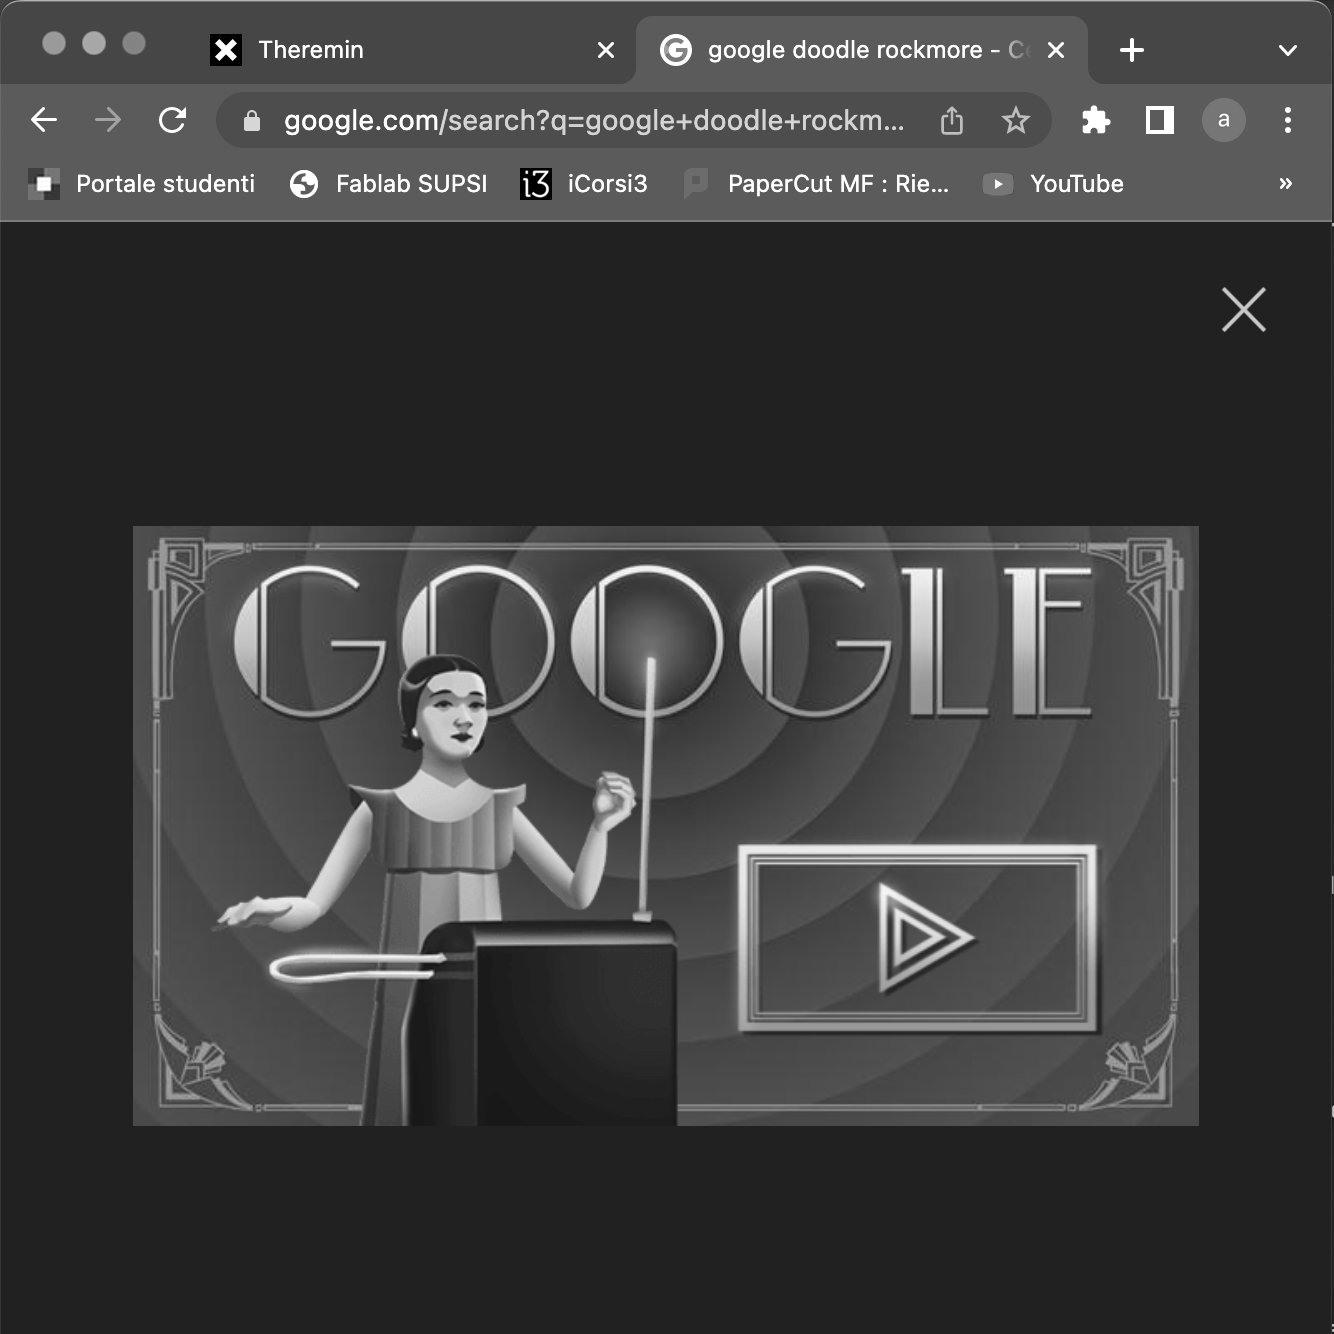 Theremin
google doodle rockmore - Ce
google.com/search?q=google+doodle+rockm...
a
Portale studenti
Fablab SUPSI
i3
iCorsi3
PaperCut MF : Rie...
YouTube
GOOGLE